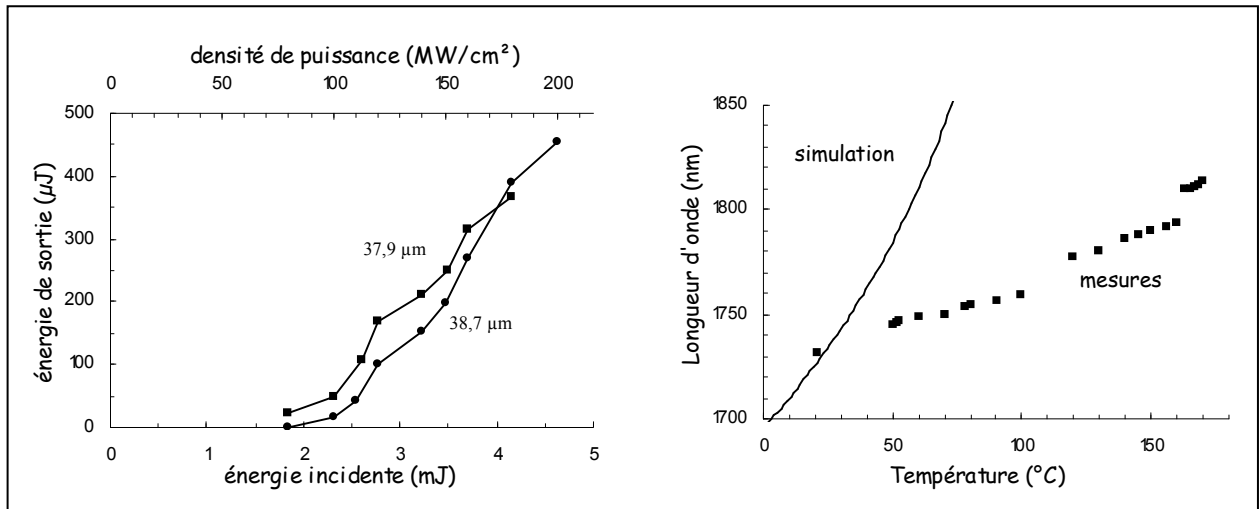 densité de puissance (MW/cm²)
0 50 100 150 200
500
400
300
200
100
0
énergie de sortie (µJ)
37,9 µm
38,7 µm
0 1 2 3 4 5
énergie incidente (mJ)
1850
1800
1750
1700
Longueur d'onde (nm)
simulation
mesures
0 50 100 150
Température (°C)